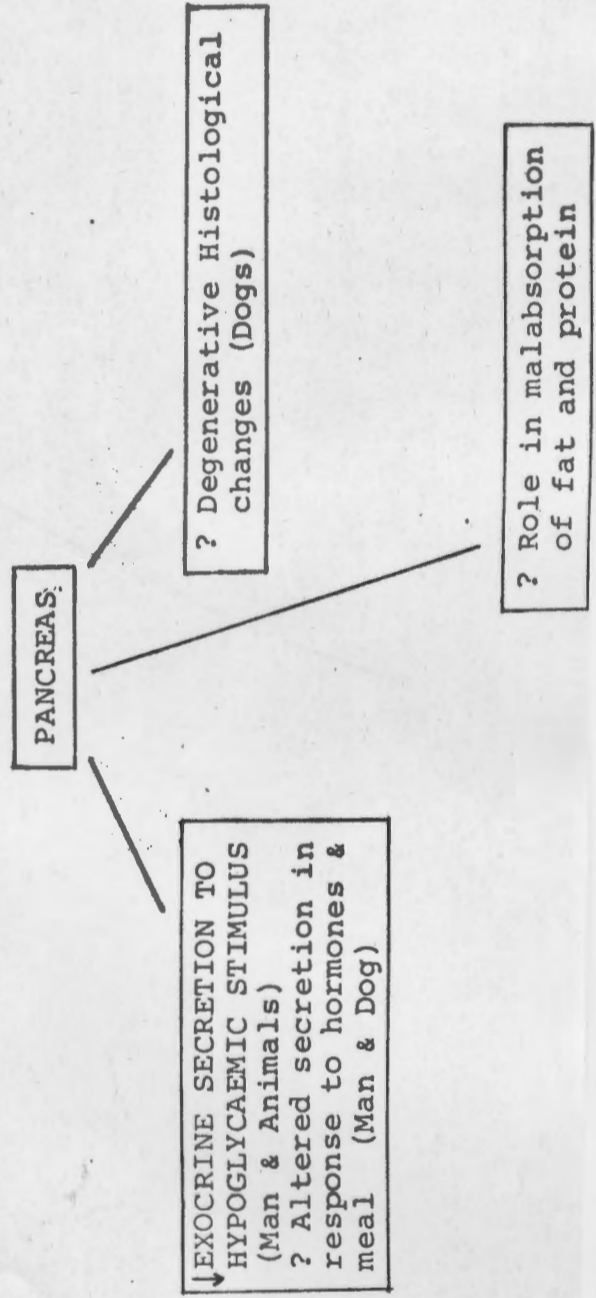 PANCREAS:
↓EXOCRINE SECRETION TO
HYPOGLYCAEMIC STIMULUS
(Man & Animals)
? Altered secretion in
response to hormones &
meal (Man & Dog)
? Degenerative Histological
changes (Dogs)
? Role in malabsorption
of fat and protein